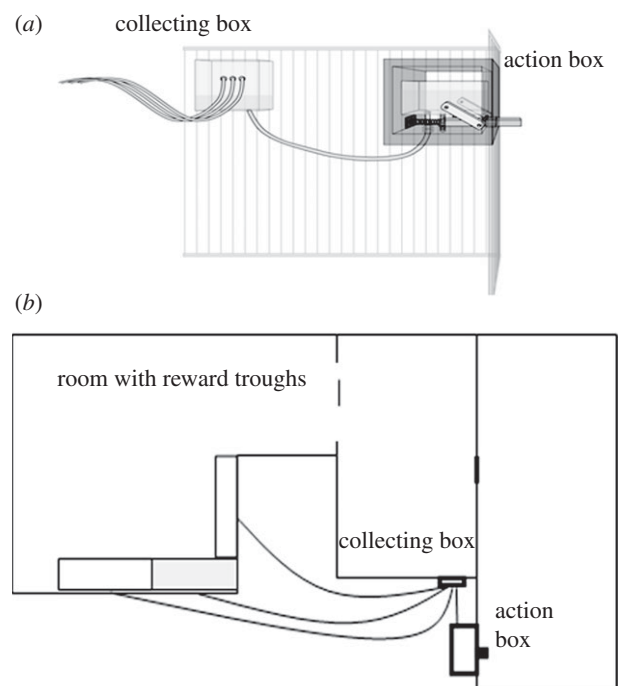 (a)
collecting box
action box
(b)
room with reward troughs
collecting box
action
box